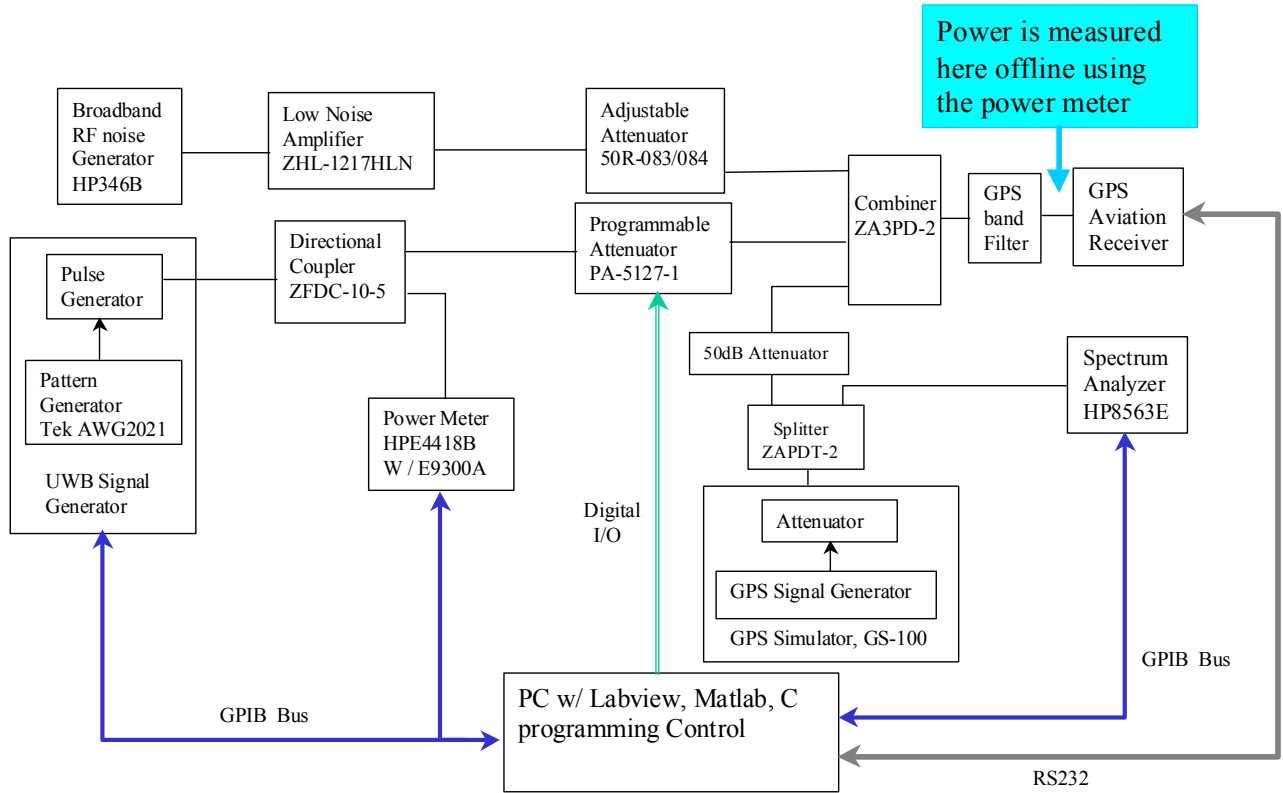 Power is measured
here offline using
the power meter
Broadband
RF noise
Generator
HP346B
Low Noise
Amplifier
ZHL-1217HLN
Adjustable
Attenuator
50R-083/084
Combiner
ZA3PD-2
GPS
band
Filter
GPS
Aviation
Receiver
Pulse
Generator
Directional
Coupler
ZFDC-10-5
Programmable
Attenuator
PA-5127-1
50dB Attenuator
Spectrum
Analyzer
HP8563E
Pattern
Generator
Tek AWG2021
UWB Signal
Generator
Power Meter
HPE4418B
W / E9300A
Splitter
ZAPDT-2
Digital
I/O
Attenuator
GPS Signal Generator
GPS Simulator, GS-100
GPIB Bus
GPIB Bus
PC w/ Labview, Matlab, C
programming Control
RS232